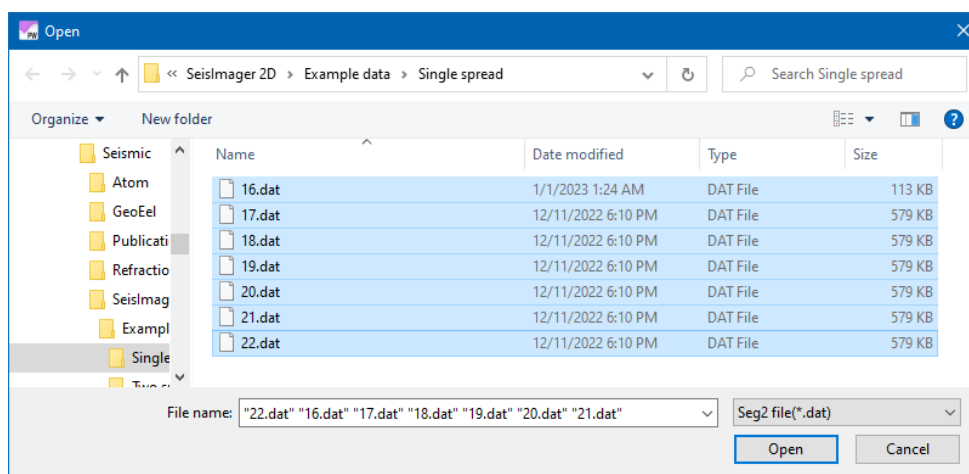 PW Open
« SeisImager 2D › Example data › Single spread
Search Single spread
Organize
New folder
?
Seismic
Atom
GeoEel
Publicati
Refractio
SeisImag
Exampl
Single
Name Date modified Type Size
16.dat 1/1/2023 1:24 AM DAT File 113 KB
17.dat 12/11/2022 6:10 PM DAT File 579 KB
18.dat 12/11/2022 6:10 PM DAT File 579 KB
19.dat 12/11/2022 6:10 PM DAT File 579 KB
20.dat 12/11/2022 6:10 PM DAT File 579 KB
21.dat 12/11/2022 6:10 PM DAT File 579 KB
22.dat 12/11/2022 6:10 PM DAT File 579 KB
File name: "22.dat" "16.dat" "17.dat" "18.dat" "19.dat" "20.dat" "21.dat"
Seg2 file(*.dat)
Open Cancel